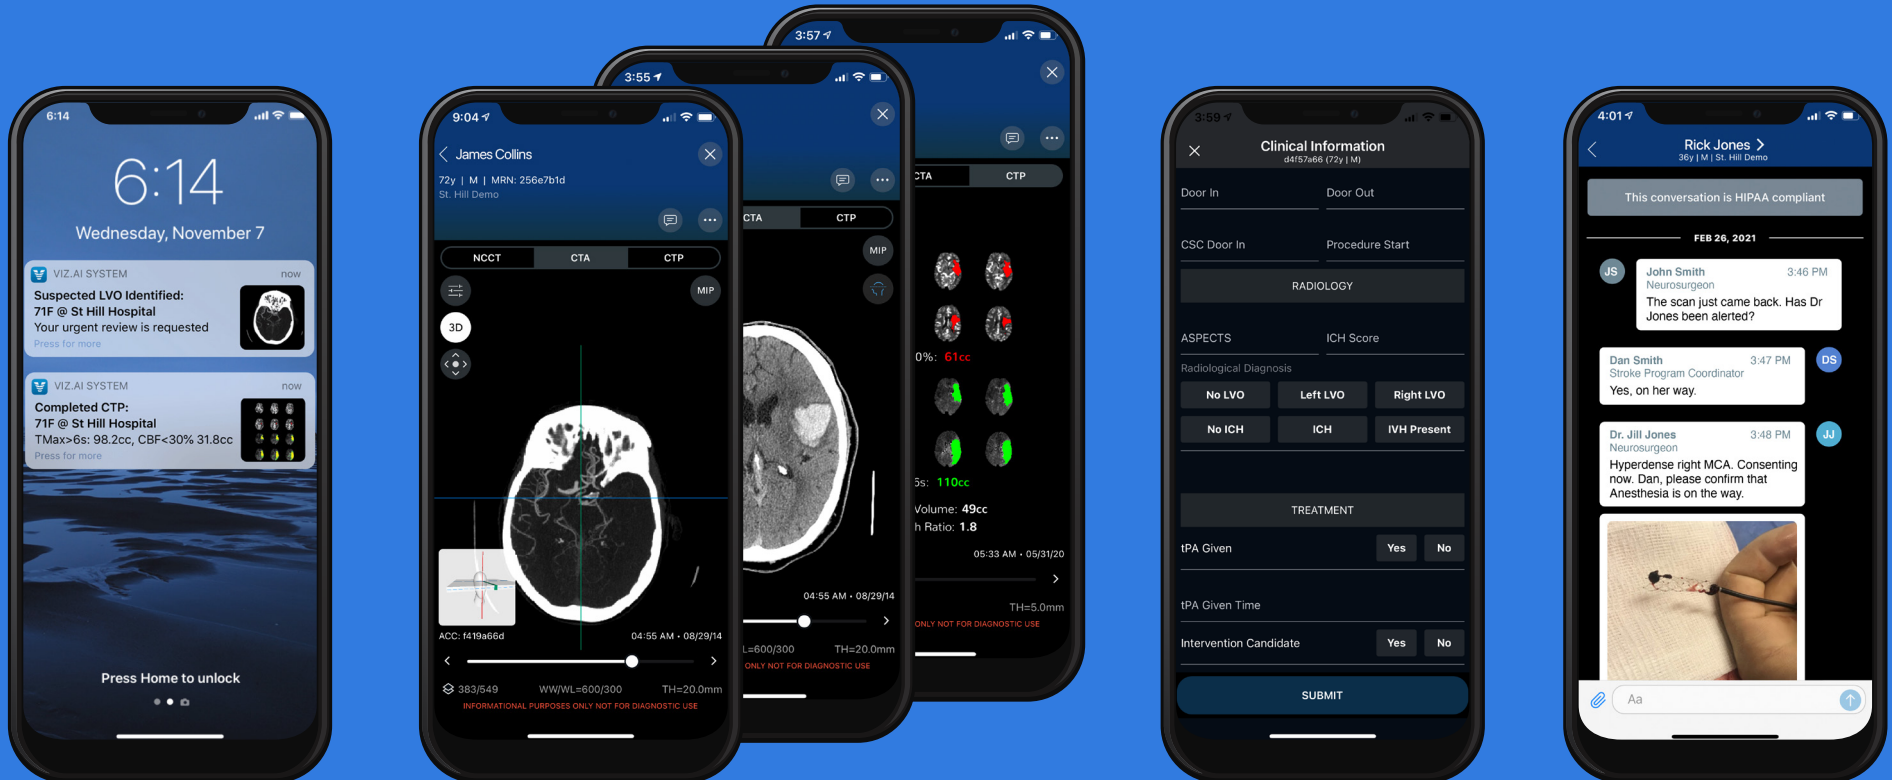 6:14
6:14
Wednesday, November 7
VIZ.AI SYSTEM now
Suspected LVO Identified:
71F @ St Hill Hospital
Your urgent review is requested
Press for more
VIZ.AI SYSTEM now
Completed CTP:
71F @ St Hill Hospital
TMax>6s: 98.2cc, CBF<30% 31.8cc
Press for more
Press Home to unlock
9:04
James Collins
72y | M | MRN: 256e7b1d
St. Hill Demo
NCCT CTA CTP
MIP
3D
ACC: f419a66d 04:55 AM • 08/29/14
383/549 WW/WL=600/300 TH=20.0mm
INFORMATIONAL PURPOSES ONLY NOT FOR DIAGNOSTIC USE
3:55
CTA CTP
MIP
04:55 AM • 08/29/14
L=600/300 TH=20.0mm
ONLY NOT FOR DIAGNOSTIC USE
3:57
CTA CTP
0%: 61cc
6s: 110cc
Volume: 49cc
h Ratio: 1.8
05:33 AM • 05/31/20
TH=5.0mm
ONLY NOT FOR DIAGNOSTIC USE
3:59
Clinical Information
d4f57a66 (72y | M)
Door In Door Out
CSC Door In Procedure Start
RADIOLOGY
ASPECTS ICH Score
Radiological Diagnosis
No LVO Left LVO Right LVO
No ICH ICH IVH Present
TREATMENT
tPA Given Yes No
tPA Given Time
Intervention Candidate Yes No
SUBMIT
4:01
Rick Jones
36y | M | St. Hill Demo
This conversation is HIPAA compliant
FEB 26, 2021
JS
John Smith 3:46 PM
Neurosurgeon
The scan just came back. Has Dr
Jones been alerted?
Dan Smith 3:47 PM
DS
Stroke Program Coordinator
Yes, on her way.
Dr. Jill Jones 3:48 PM
JJ
Neurosurgeon
Hyperdense right MCA. Consenting
now. Dan, please confirm that
Anesthesia is on the way.
Aa